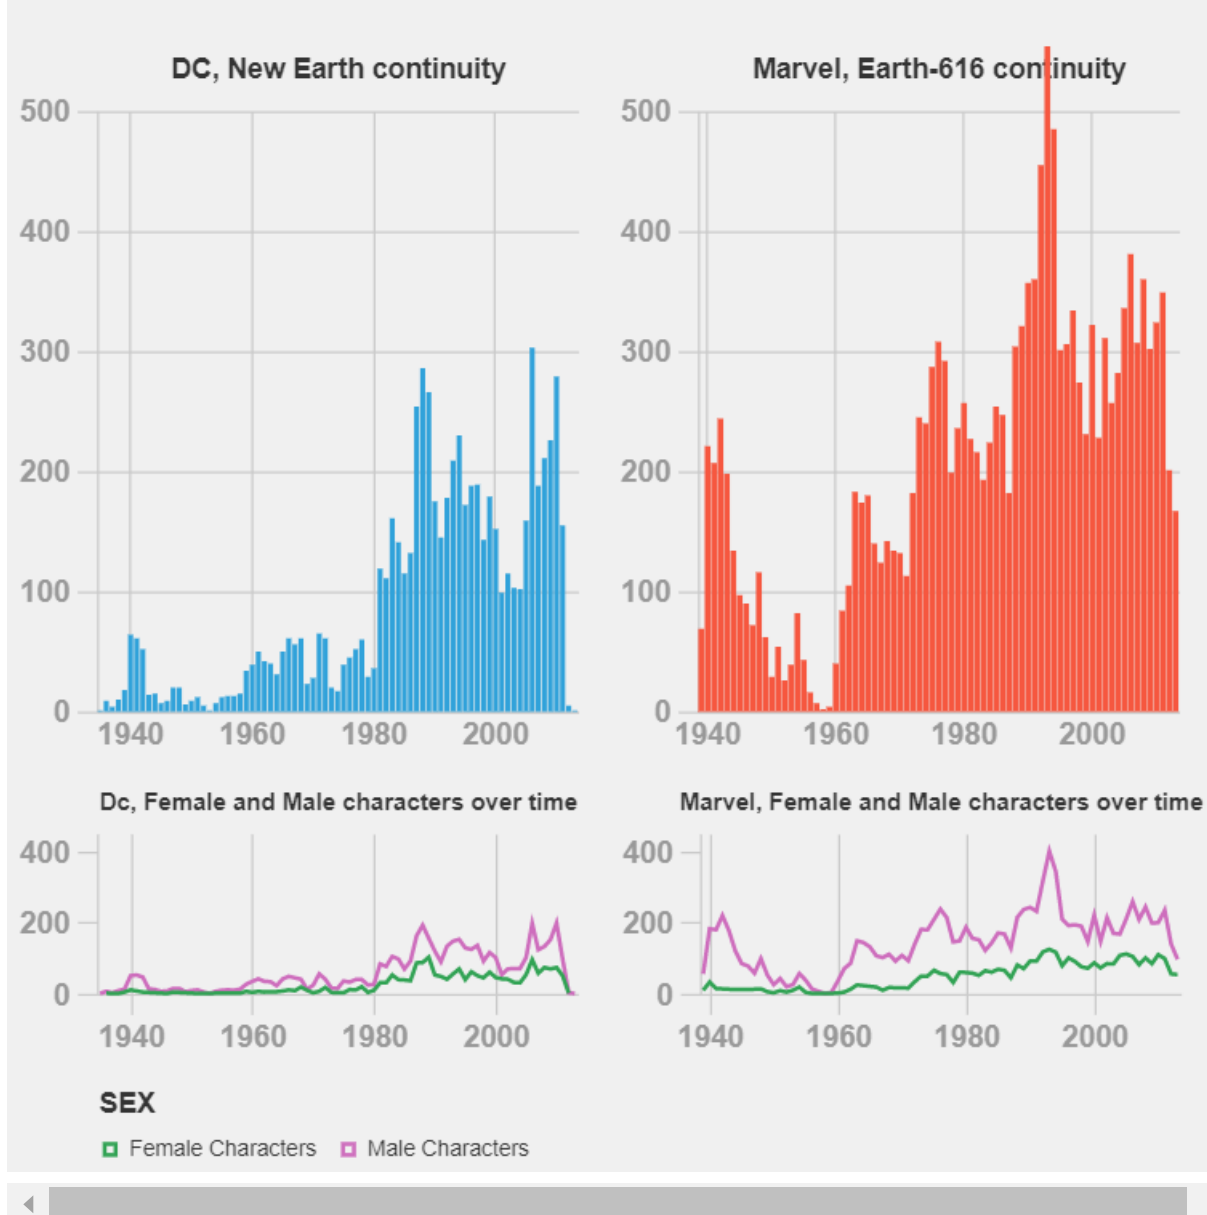 DC, New Earth continuity
Marvel, Earth-616 continuity
500
400
300
200
100
0
1940 1960 1980 2000
500
400
300
200
100
0
1940 1960 1980 2000
Dc, Female and Male characters over time
Marvel, Female and Male characters over time
400
200
0
1940 1960 1980 2000
400
200
0
1940 1960 1980 2000
SEX
Female Characters Male Characters